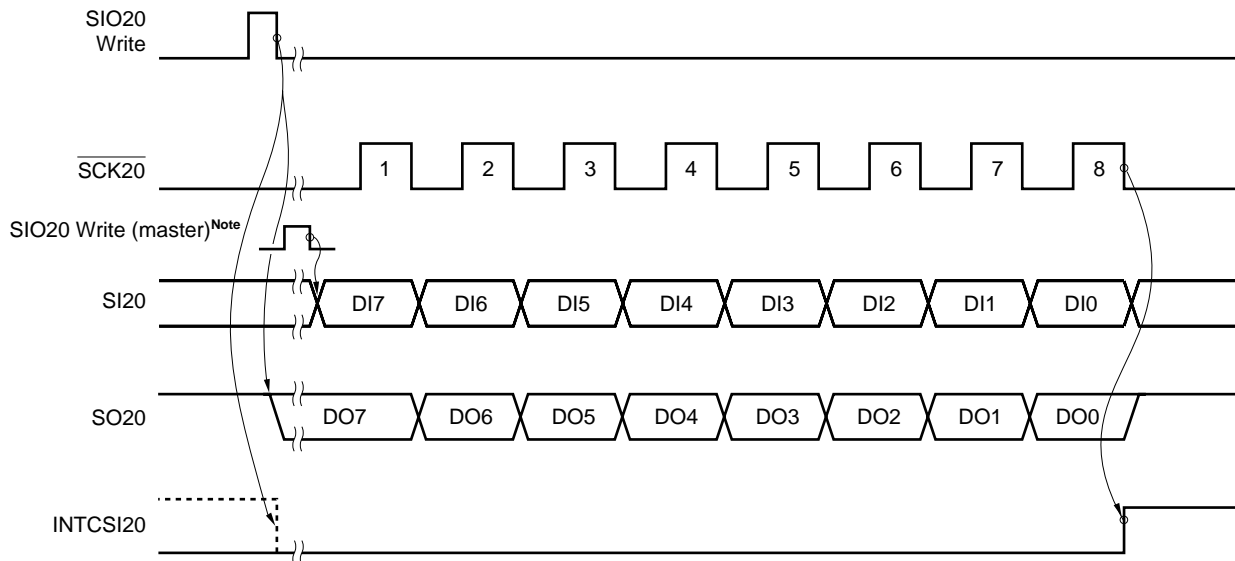 SIO20
Write
SCK20
1 2 3 4 5 6 7 8
SIO20 Write (master)Note
SI20
DI7 DI6 DI5 DI4 DI3 DI2 DI1 DI0
SO20
DO7 DO6 DO5 DO4 DO3 DO2 DO1 DO0
INTCSI20